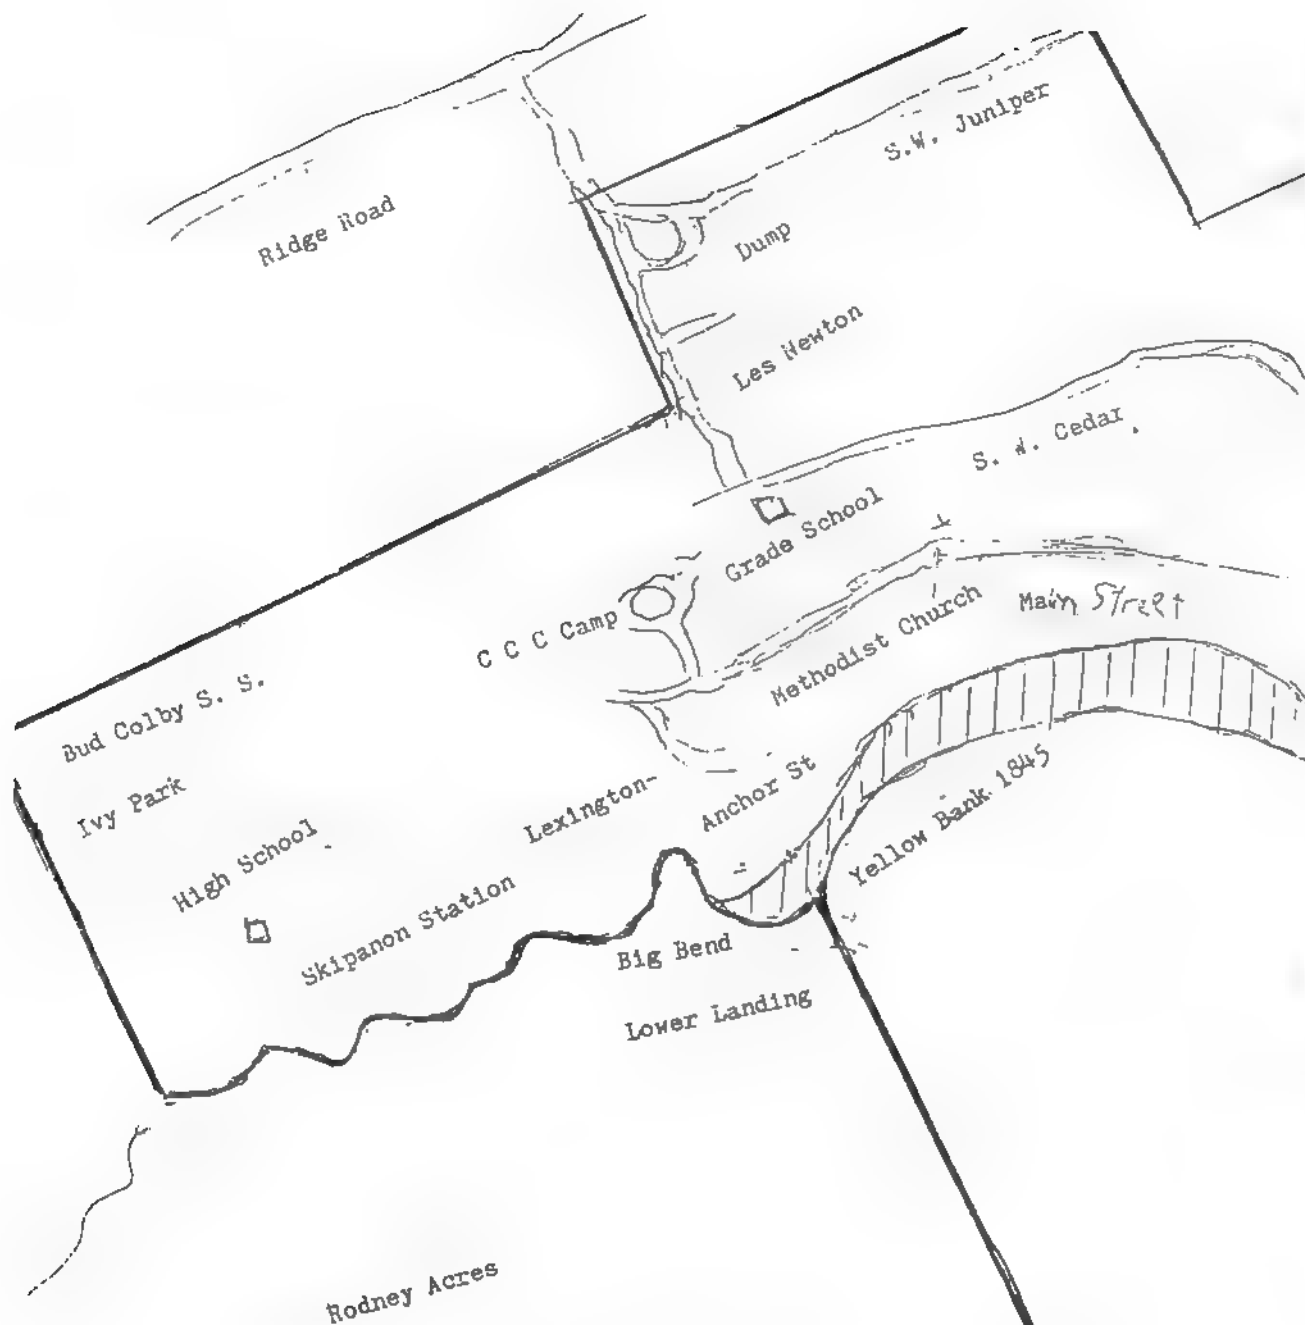 S.W. Juniper
Ridge Road
Dump
Les Newton
S. W. Cedar
Grade School
C C C Camp
Methodist Church
Main Street
Bud Colby S. S.
Ivy Park
High School
Lexington-
Anchor St
Yellow Bank 1845
Skipanon Station
Big Bend
Lower Landing
Rodney Acres